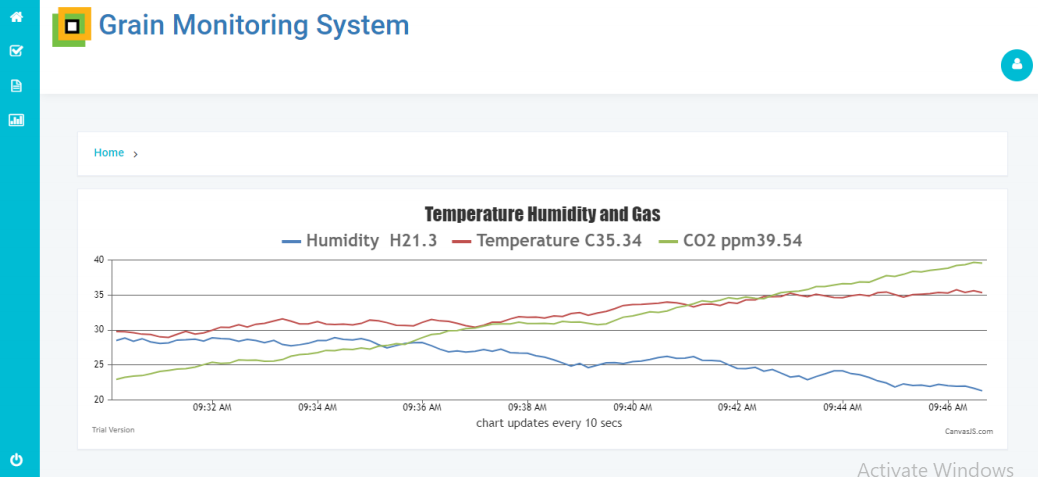 Grain Monitoring System
Home ›
Temperature Humidity and Gas
Humidity H21.3 Temperature C35.34 CO2 ppm39.54
40
35
30
25
20
09:32 AM 09:34 AM 09:36 AM 09:38 AM 09:40 AM 09:42 AM 09:44 AM 09:46 AM
chart updates every 10 secs
Trial Version CanvasJS.com
Activate Windows